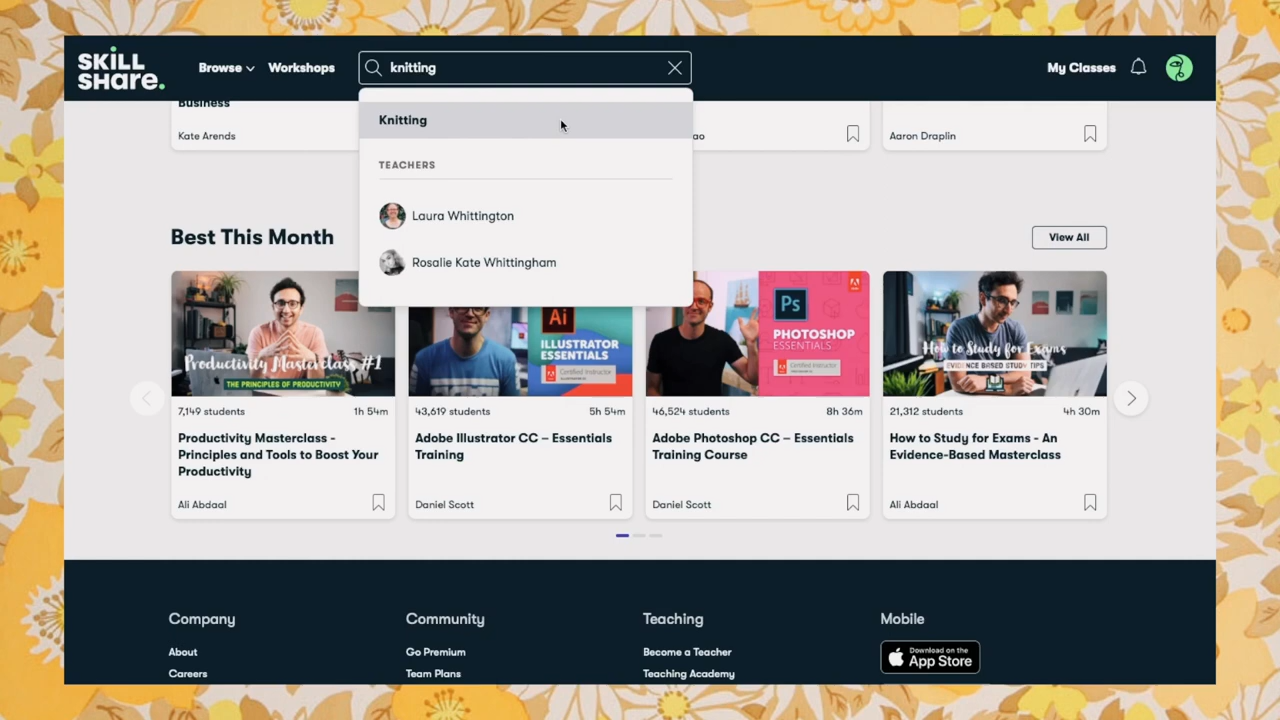 SKILL
SHare.
Browse
Workshops
knitting
My Classes
Business
Kate Arends
Knitting
TEACHERS
Laura Whittington
Rosalie Kate Whittingham
ao
Aaron Draplin
Best This Month
View All
Productivity Masterclass #1
THE PRINCIPLES OF PRODUCTIVITY
7,149 students
1h 54m
Productivity Masterclass -
Principles and Tools to Boost Your
Productivity
Ali Abdaal
Ai
ILLUSTRATOR
ESSENTIALS
Certified Instructor
43,619 students
5h 54m
Adobe Illustrator CC – Essentials
Training
Daniel Scott
Ps
PHOTOSHOP
ESSENTIALS
Certified Instructor
46,524 students
8h 36m
Adobe Photoshop CC – Essentials
Training Course
Daniel Scott
How to Study for Exams
EVIDENCE BASED STUDY TIPS
21,312 students
4h 30m
How to Study for Exams - An
Evidence-Based Masterclass
Ali Abdaal
Company
About
Careers
Community
Go Premium
Team Plans
Teaching
Become a Teacher
Teaching Academy
Mobile
Download on the
App Store